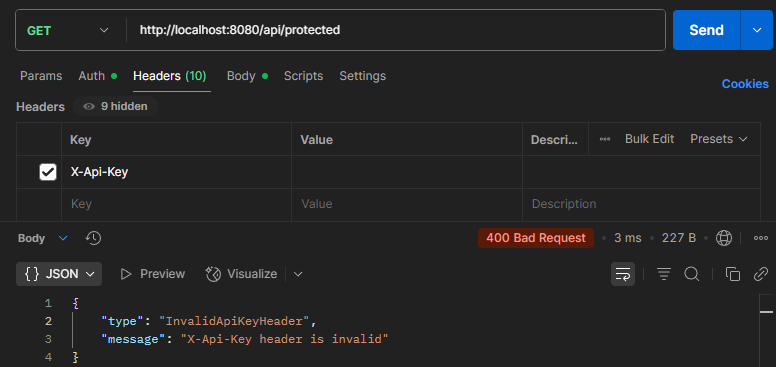 GET http://localhost:8080/api/protected Send
Params Auth Headers (10) Body Scripts Settings Cookies
Headers 9 hidden
Key Value Descri... Bulk Edit Presets
X-Api-Key
Key Value Description
Body 400 Bad Request 3 ms 227 B
{} JSON Preview Visualize
1 {
2 "type": "InvalidApiKeyHeader",
3 "message": "X-Api-Key header is invalid"
4 }